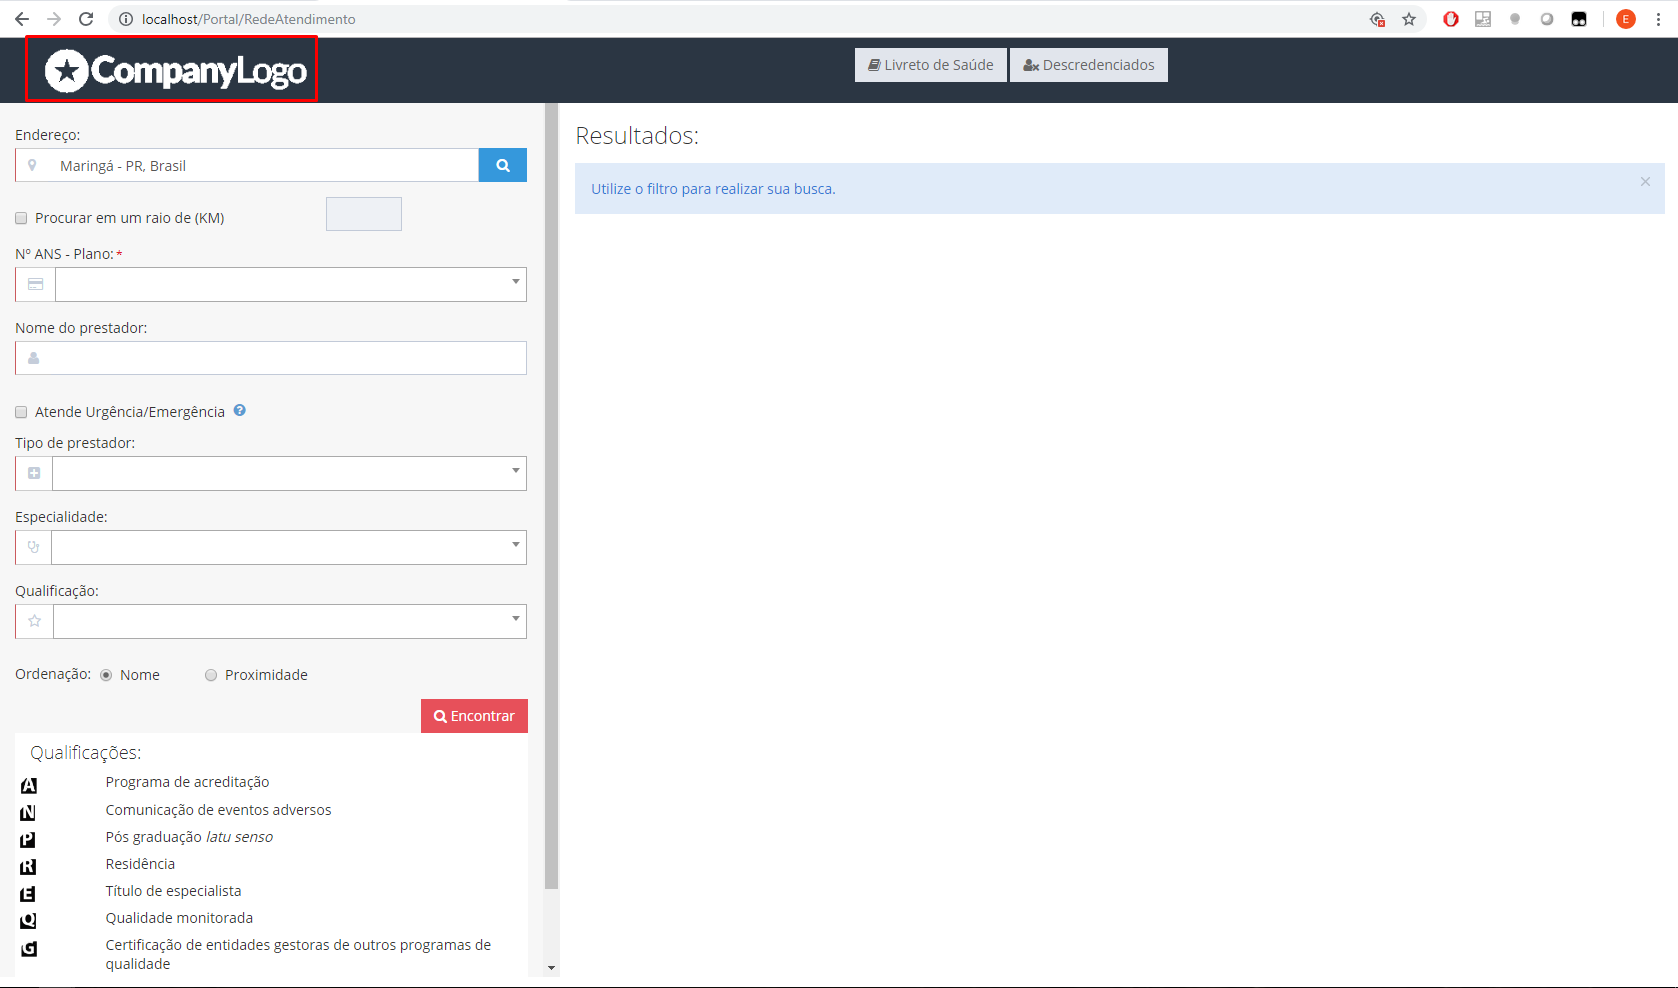 localhost/Portal/RedeAtendimento
E
CompanyLogo
Livreto de Saúde
Descredenciados
Endereço:
Maringá - PR, Brasil
Procurar em um raio de (KM)
Nº ANS - Plano: *
Nome do prestador:
Atende Urgência/Emergência
Tipo de prestador:
Especialidade:
Qualificação:
Ordenação: Nome Proximidade
Encontrar
Qualificações:
A Programa de acreditação
N Comunicação de eventos adversos
P Pós graduação latu senso
R Residência
E Título de especialista
Q Qualidade monitorada
G Certificação de entidades gestoras de outros programas de
qualidade
Resultados:
Utilize o filtro para realizar sua busca.
×